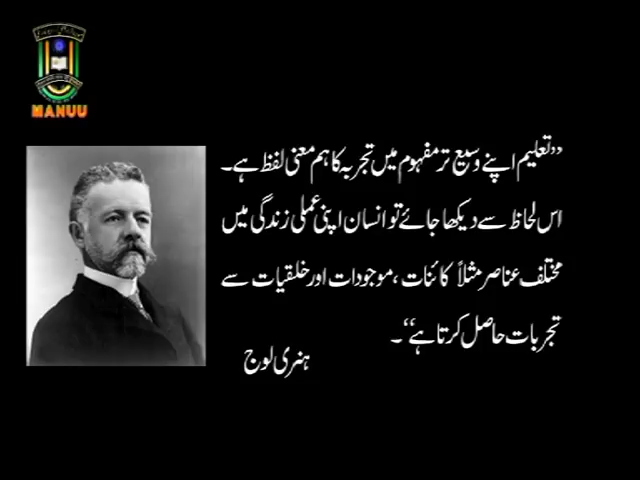 MANUU
”تعلیم اپنے وسیع تر مفہوم میں تجربہ کا ہم معنی لفظ ہے۔
اس لحاظ سے دیکھا جائے تو انسان اپنی عملی زندگی میں
مختلف عناصر مثلاً کائنات، موجودات اور خلقیات سے
تجربات حاصل کرتا ہے“۔
ہنری لوج